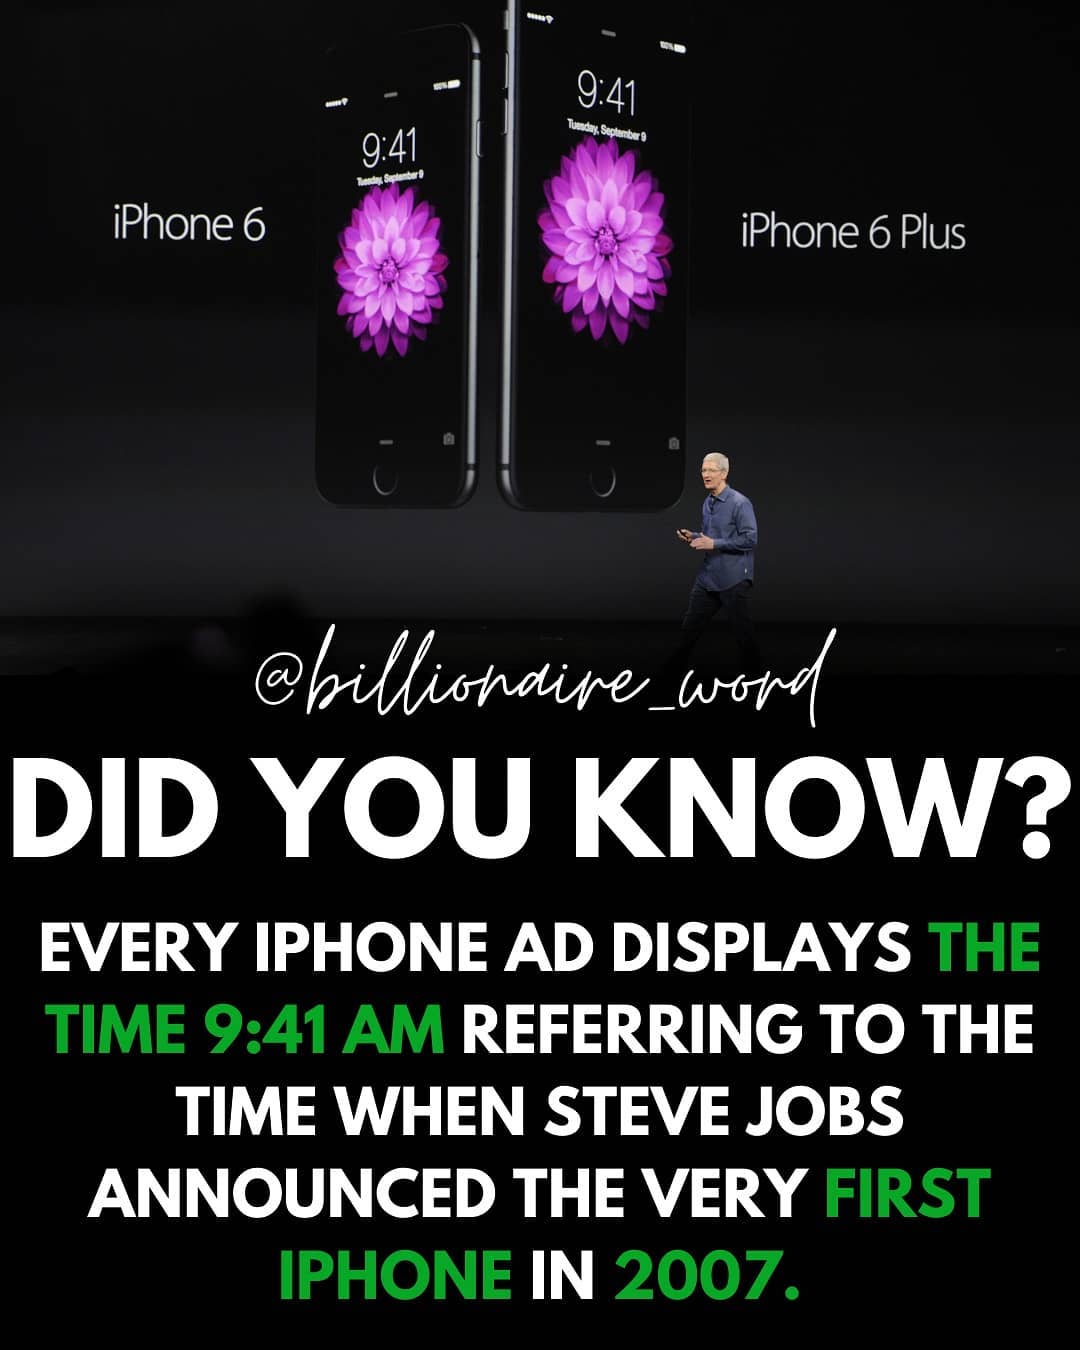 100%
100%
9:41
Tuesday, September 9
9:41
Tuesday, September 9
iPhone 6
iPhone 6 Plus
@billionaire_word
DID YOU KNOW?
EVERY IPHONE AD DISPLAYS THE
TIME 9:41 AM REFERRING TO THE
TIME WHEN STEVE JOBS
ANNOUNCED THE VERY FIRST
IPHONE IN 2007.